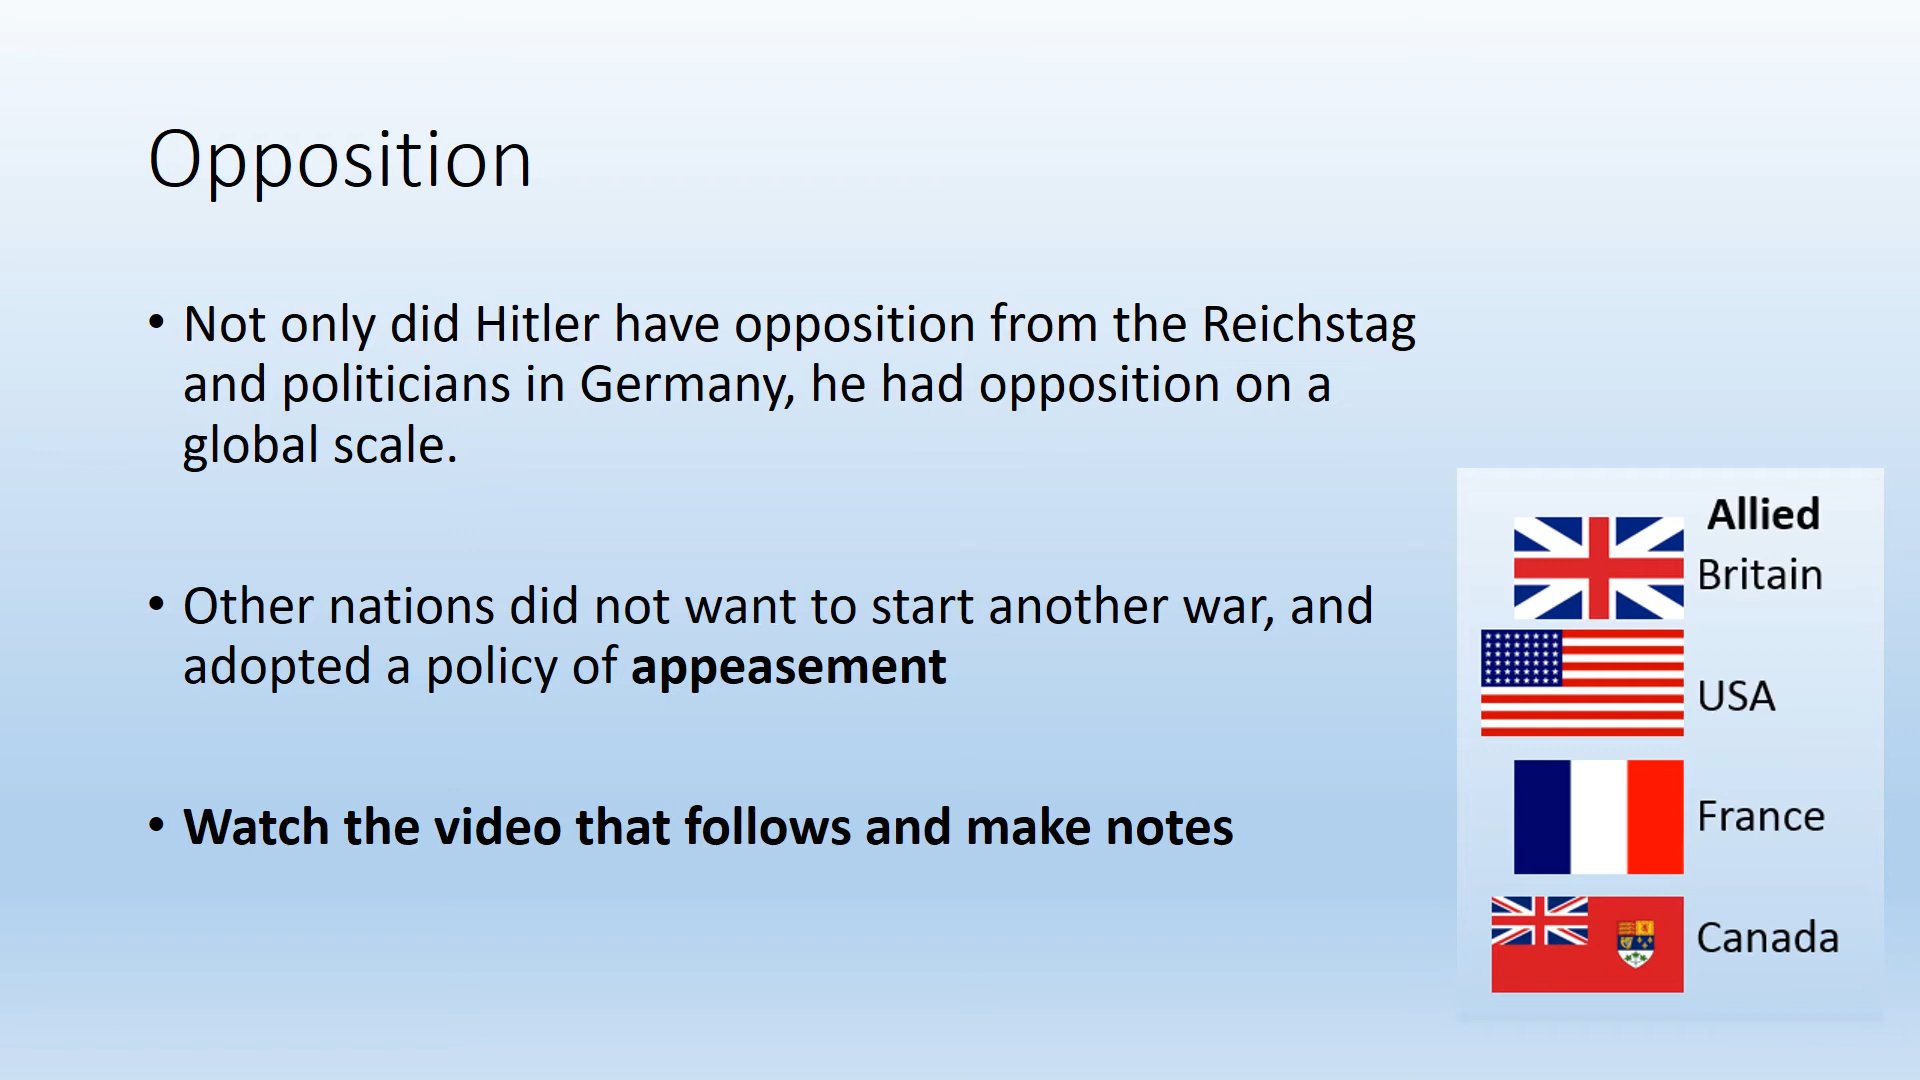 Opposition
• Not only did Hitler have opposition from the Reichstag
and politicians in Germany, he had opposition on a
global scale.
• Other nations did not want to start another war, and
adopted a policy of appeasement
• Watch the video that follows and make notes
Allied
Britain
USA
France
Canada